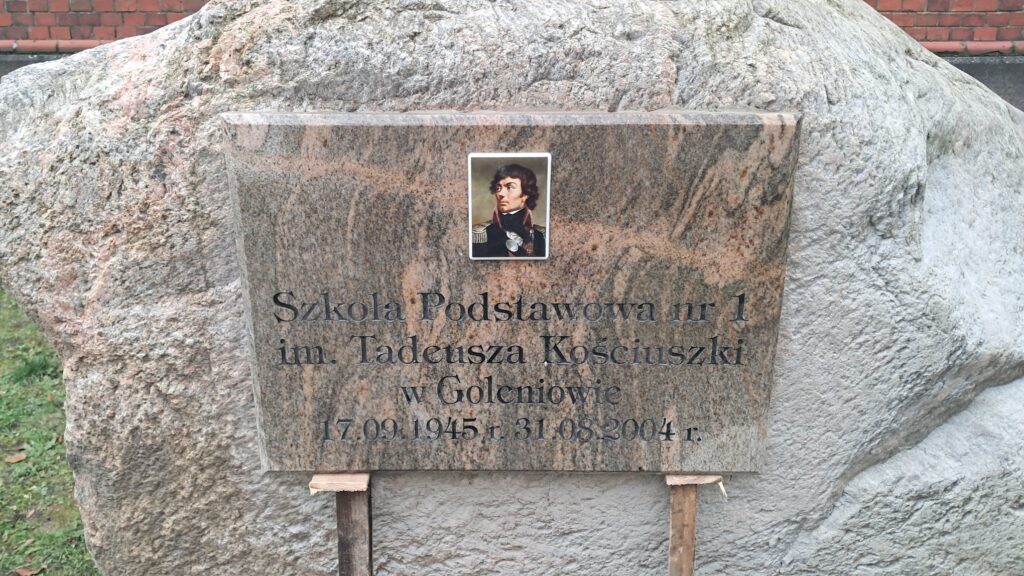 Szkoła Podstawowa nr 1
im. Tadeusza Kościuszki
w Goleniowie
17.09.1945 r. 31.08.2004 r.